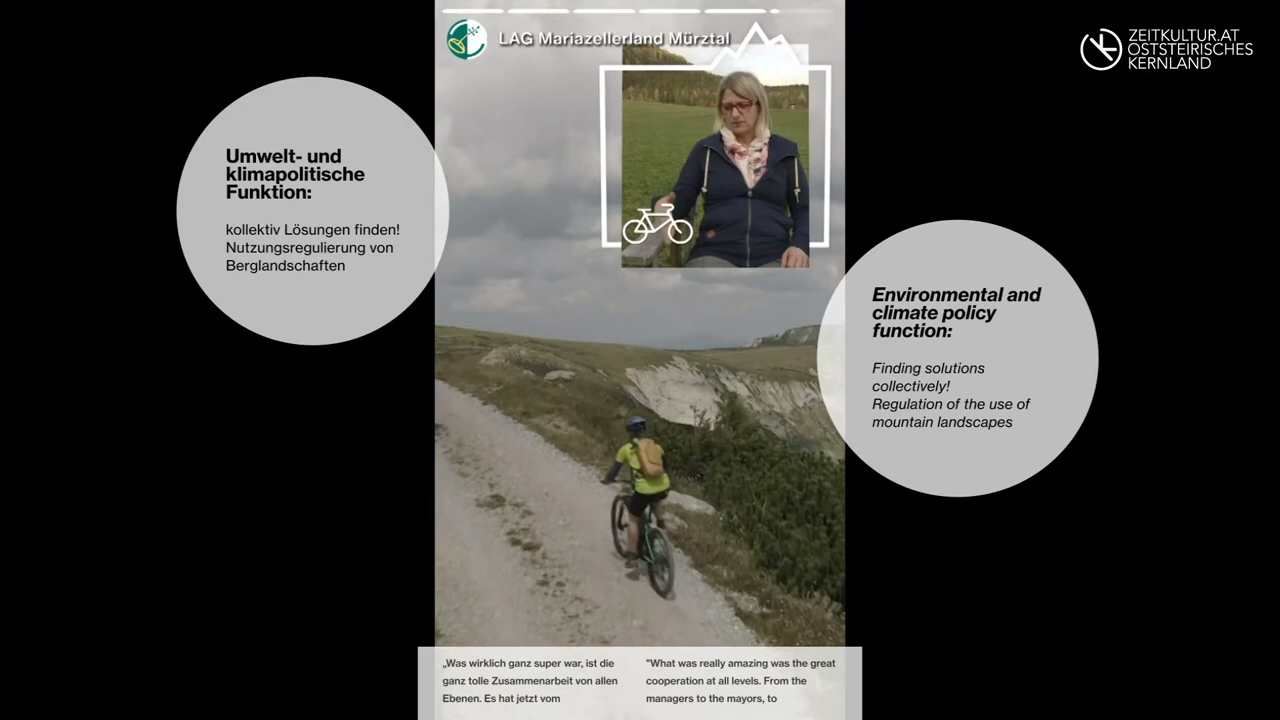 LAG Mariazellerland Mürztal
ZEITKULTUR.AT
OSTSTEIRISCHES
KERNLAND
Umwelt- und
klimapolitische
Funktion:
kollektiv Lösungen finden!
Nutzungsregulierung von
Berglandschaften
Environmental and
climate policy
function:
Finding solutions
collectively!
Regulation of the use of
mountain landscapes
„Was wirklich ganz super war, ist die
ganz tolle Zusammenarbeit von allen
Ebenen. Es hat jetzt vom
"What was really amazing was the great
cooperation at all levels. From the
managers to the mayors, to